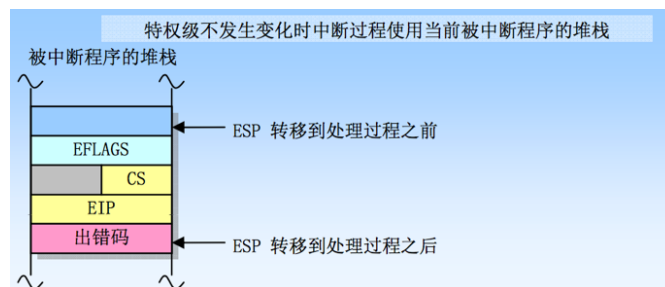 特权级不发生变化时中断过程使用当前被中断程序的堆栈
被中断程序的堆栈
ESP 转移到处理过程之前
EFLAGS
CS
EIP
出错码
ESP 转移到处理过程之后